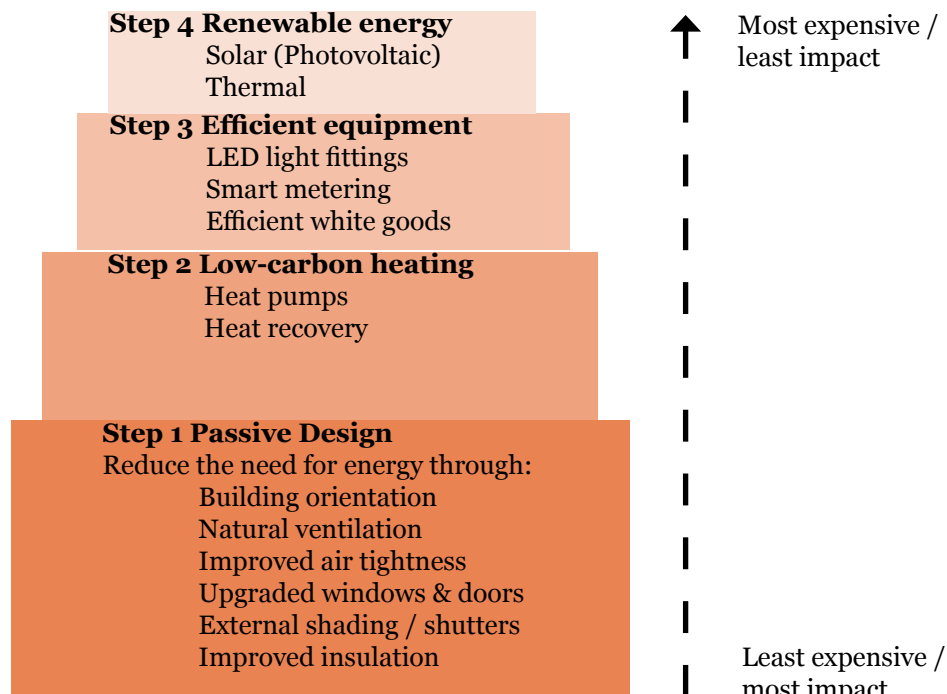 Step 4 Renewable energy
Solar (Photovoltaic)
Thermal
Most expensive /
least impact
Step 3 Efficient equipment
LED light fittings
Smart metering
Efficient white goods
Step 2 Low-carbon heating
Heat pumps
Heat recovery
Step 1 Passive Design
Reduce the need for energy through:
Building orientation
Natural ventilation
Improved air tightness
Upgraded windows & doors
External shading / shutters
Improved insulation
Least expensive /
most impact